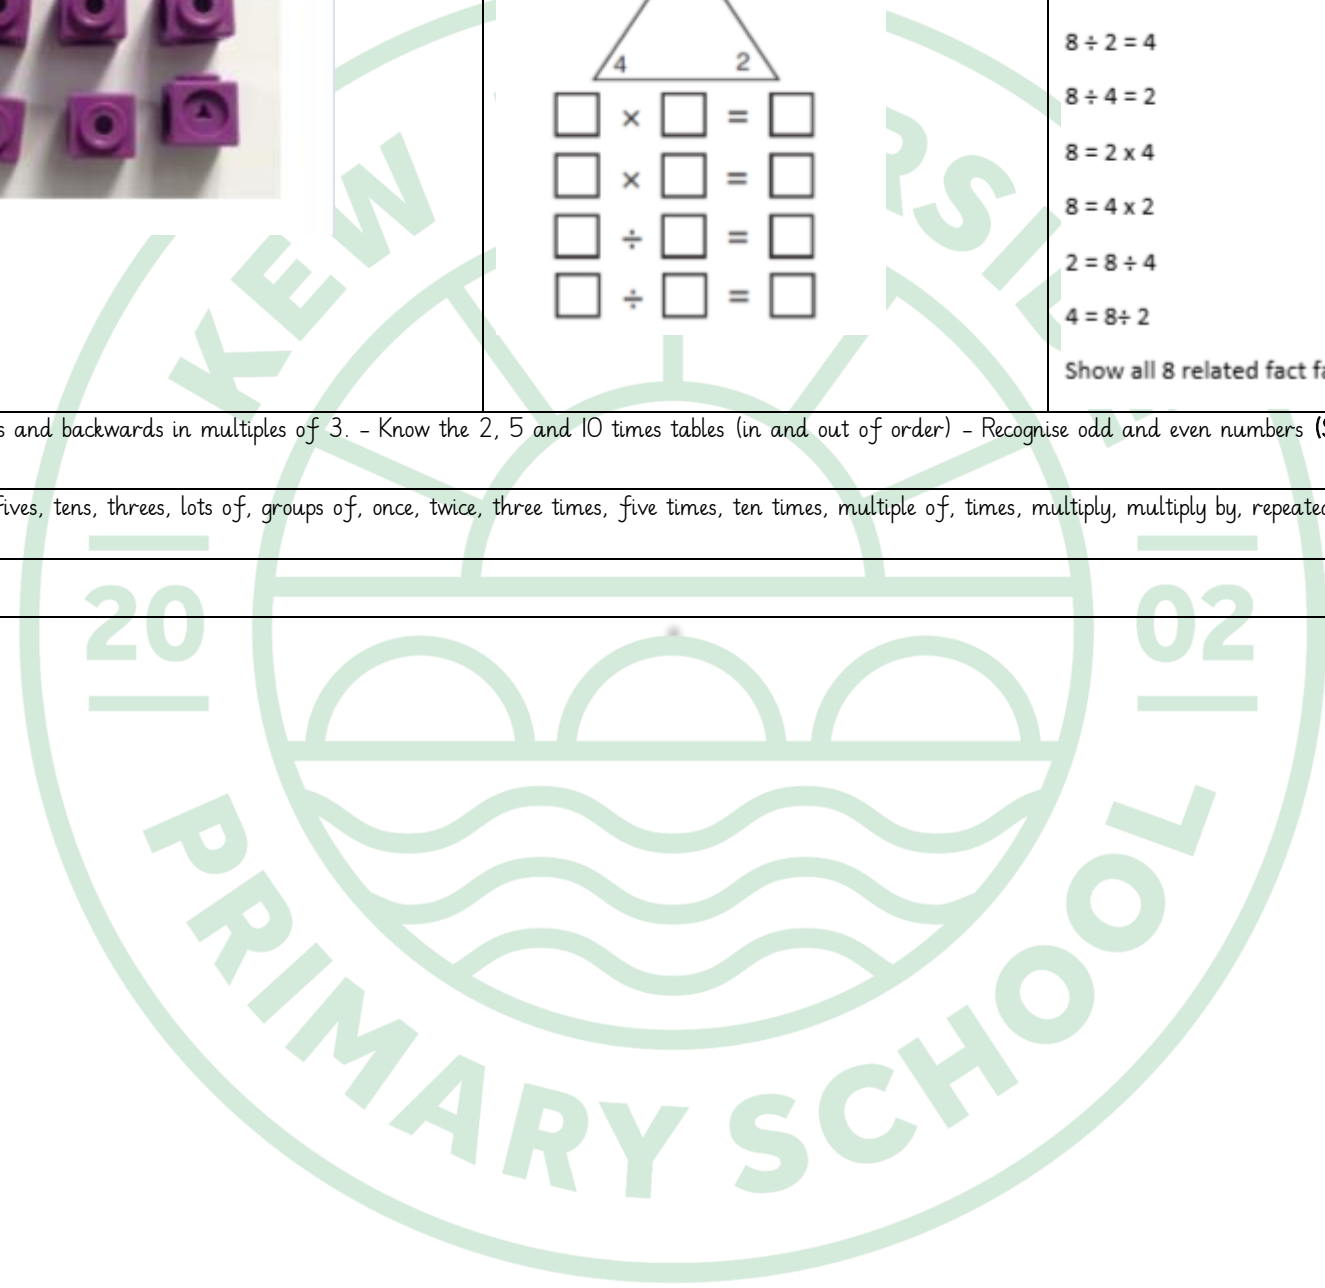 4 2
× =
× =
÷ =
÷ =
8 ÷ 2 = 4
8 ÷ 4 = 2
8 = 2 x 4
8 = 4 x 2
2 = 8 ÷ 4
4 = 8÷ 2
Show all 8 related fact
and backwards in multiples of 3. – Know the 2, 5 and 10 times tables (in and out of order) – Recognise odd and even numbers
tens, threes, lots of, groups of, once, twice, three times, five times, ten times, multiple of, times, multiply, multiply by,
KEW
20
02
PRIMARY SCHOOL